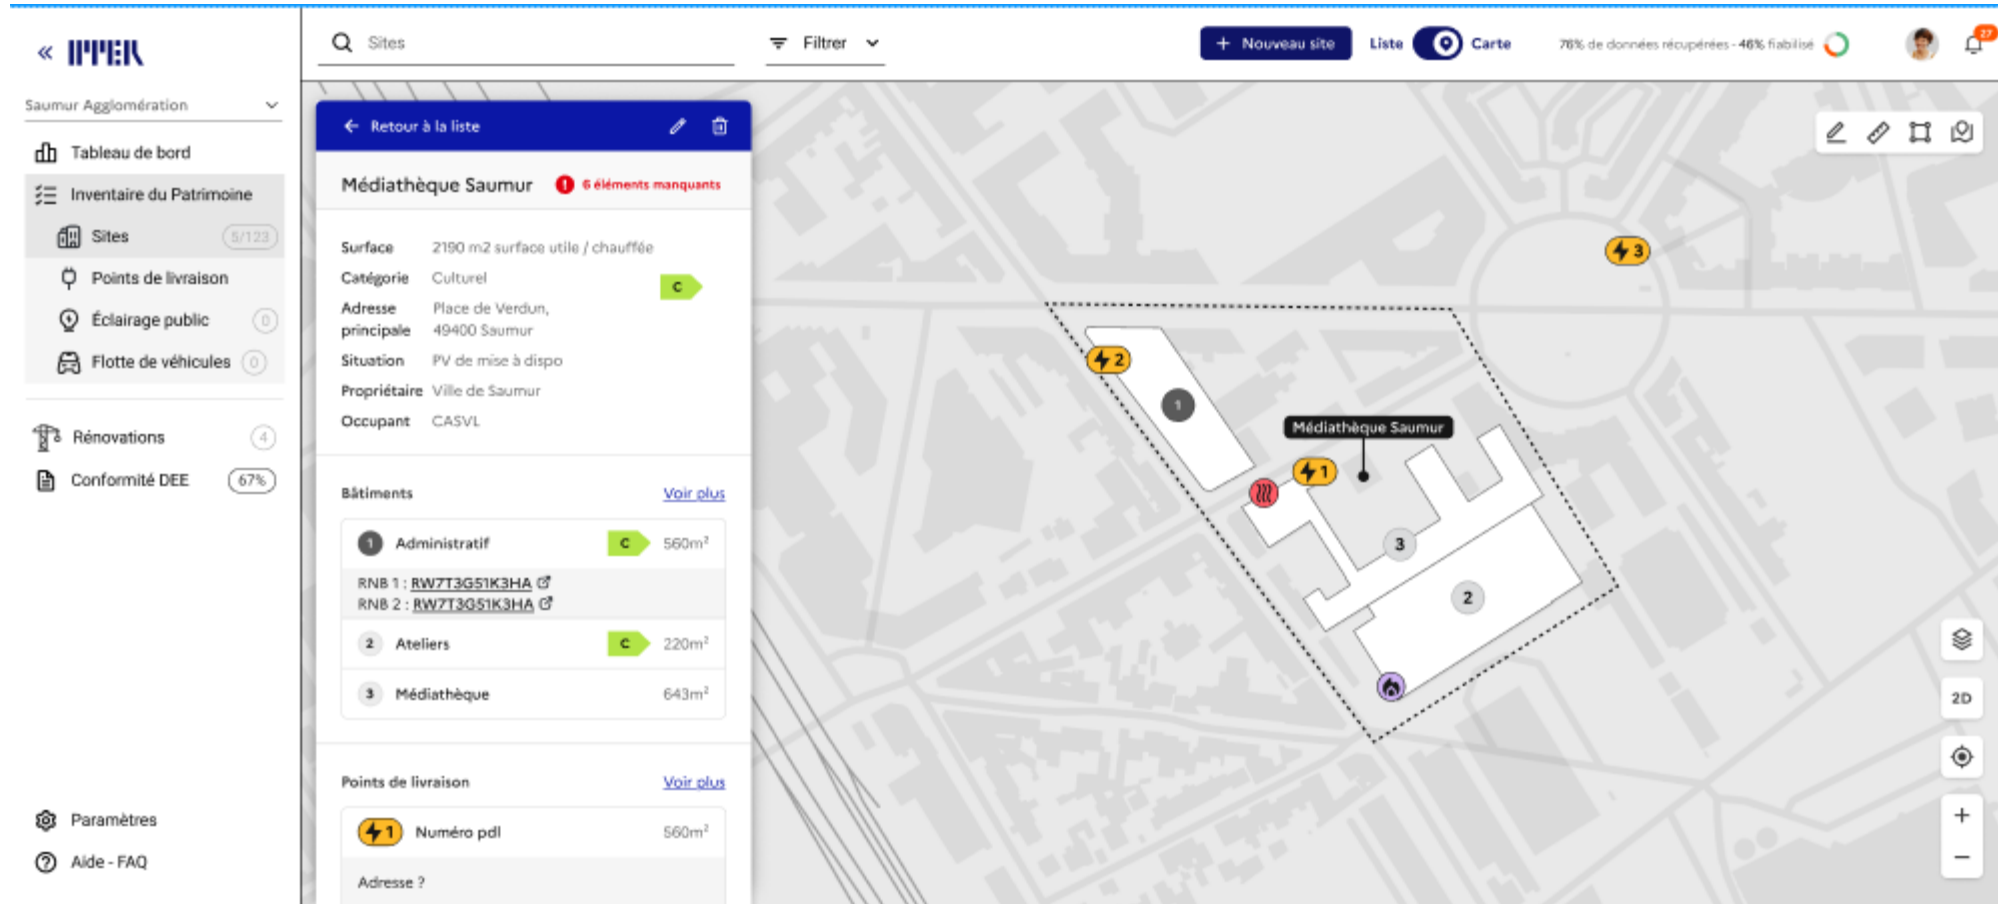 « IPPER
Saumur Agglomération
Tableau de bord
Inventaire du Patrimoine
Sites 5/123
Points de livraison
Éclairage public 0
Flotte de véhicules 0
Rénovations 4
Conformité DEE 67%
Paramètres
Aide - FAQ
Sites
Filtrer
+ Nouveau site
Liste
Carte
76% de données récupérées - 46% fiabilisé
27
Retour à la liste
Médiathèque Saumur
6 éléments manquants
Surface 2190 m2 surface utile / chauffée
Catégorie Culturel
C
Adresse principale Place de Verdun,
49400 Saumur
Situation PV de mise à dispo
Propriétaire Ville de Saumur
Occupant CASVL
Bâtiments Voir plus
1 Administratif C 560m²
RNB 1 : RW7T3G51K3HA
RNB 2 : RW7T3G51K3HA
2 Ateliers C 220m²
3 Médiathèque 643m²
Points de livraison Voir plus
1 Numéro pdl 560m²
Adresse ?
3
2
1
Médiathèque Saumur
1
3
2
2D
+
−